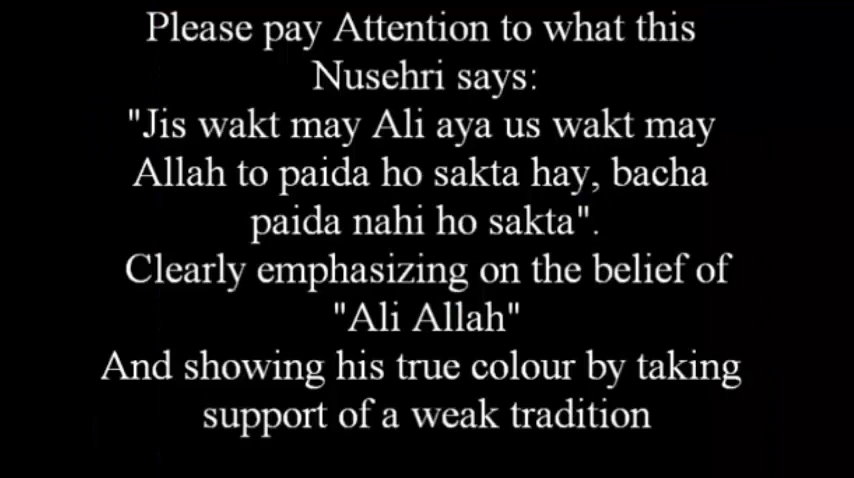 Please pay Attention to what this
Nusehri says:
"Jis wakt may Ali aya us wakt may
Allah to paida ho sakta hay, bacha
paida nahi ho sakta".
Clearly emphasizing on the belief of
"Ali Allah"
And showing his true colour by taking
support of a weak tradition